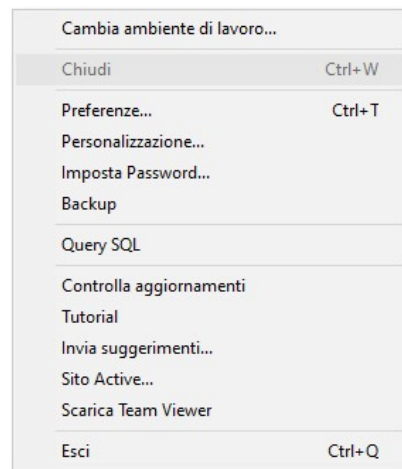 Cambia ambiente di lavoro...
Chiudi Ctrl+W
Preferenze... Ctrl+T
Personalizzazione...
Imposta Password...
Backup
Query SQL
Controlla aggiornamenti
Tutorial
Invia suggerimenti...
Sito Active...
Scarica Team Viewer
Esci Ctrl+Q